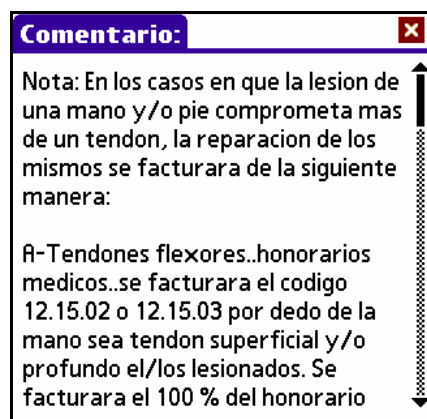 Comentario:
Nota: En los casos en que la lesion de
una mano y/o pie comprometa mas
de un tendon, la reparacion de los
mismos se facturara de la siguiente
manera:
A-Tendones flexores..honorarios
medicos..se facturara el codigo
12.15.02 o 12.15.03 por dedo de la
mano sea tendon superficial y/o
profundo el/los lesionados. Se
facturara el 100 % del honorario